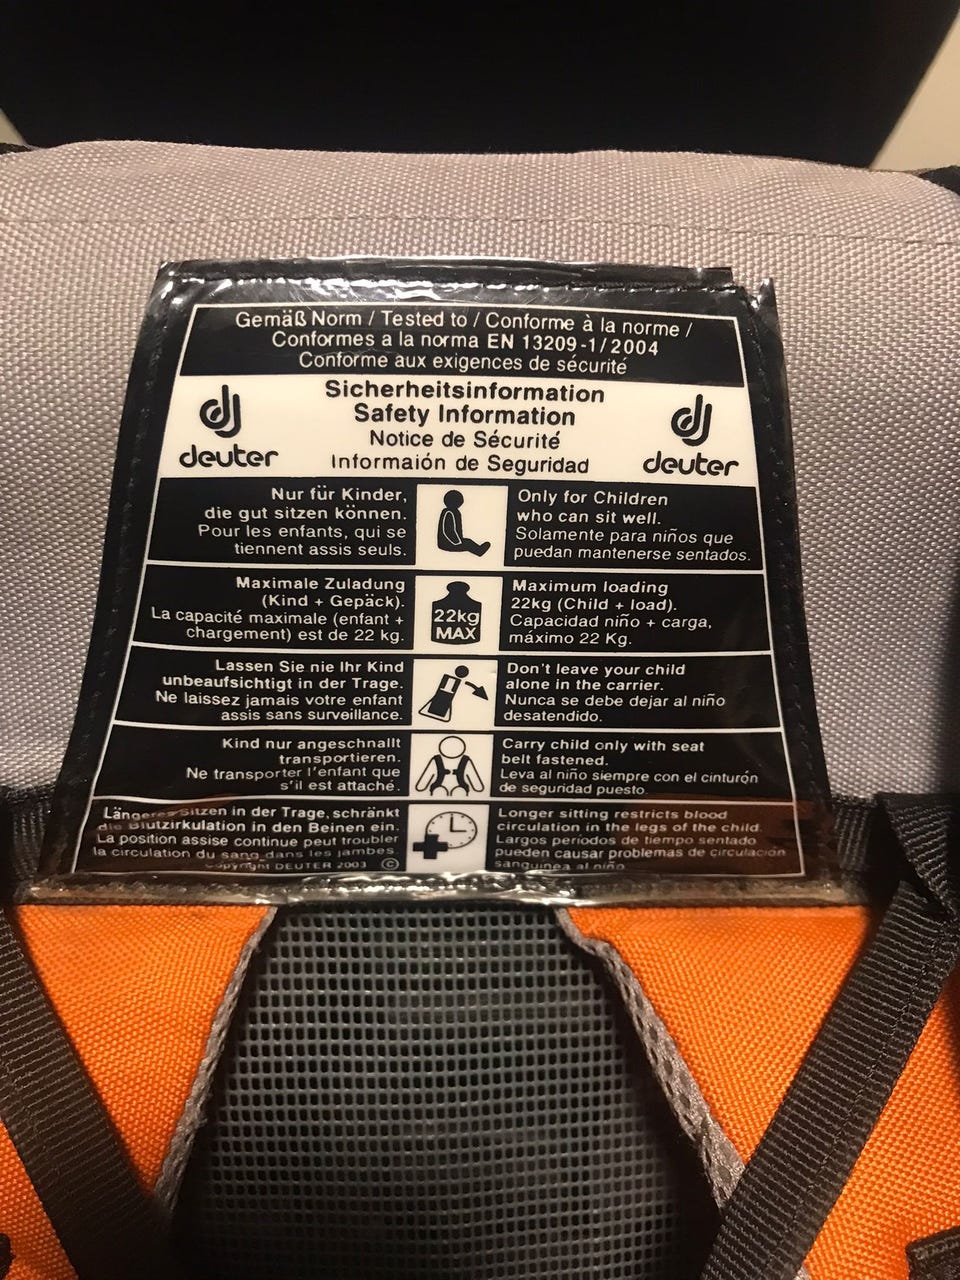 Gemäß Norm / Tested to / Conforme à la norme /
Conformes a la norma EN 13209-1/2004
Conforme aux exigences de sécurité
deuter
Sicherheitsinformation
Safety Information
Notice de Sécurité
Informaión de Seguridad
deuter
Nur für Kinder,
die gut sitzen können.
Pour les enfants, qui se
tiennent assis seuls.
Only for Children
who can sit well.
Solamente para niños que
puedan mantenerse sentados.
Maximale Zuladung
(Kind + Gepäck).
La capacité maximale (enfant +
chargement) est de 22 kg.
22kg
MAX
Maximum loading
22kg (Child + load).
Capacidad niño + carga,
máximo 22 Kg.
Lassen Sie nie Ihr Kind
unbeaufsichtigt in der Trage.
Ne laissez jamais votre enfant
assis sans surveillance.
Don't leave your child
alone in the carrier.
Nunca se debe dejar al niño
desatendido.
Kind nur angeschnallt
transportieren.
Ne transporter l'enfant que
s'il est attaché.
Carry child only with seat
belt fastened.
Leva al niño siempre con el cinturón
de seguridad puesto.
Längeres Sitzen in der Trage, schränkt
die Blutzirkulation in den Beinen ein.
La position assise continue peut troubler
la circulation du sang dans les jambes.
Copyright DEUTER 2003 ©
Longer sitting restricts blood
circulation in the legs of the child.
Largos periodos de tiempo sentado
pueden causar problemas de circulación
sanguinea al niño.